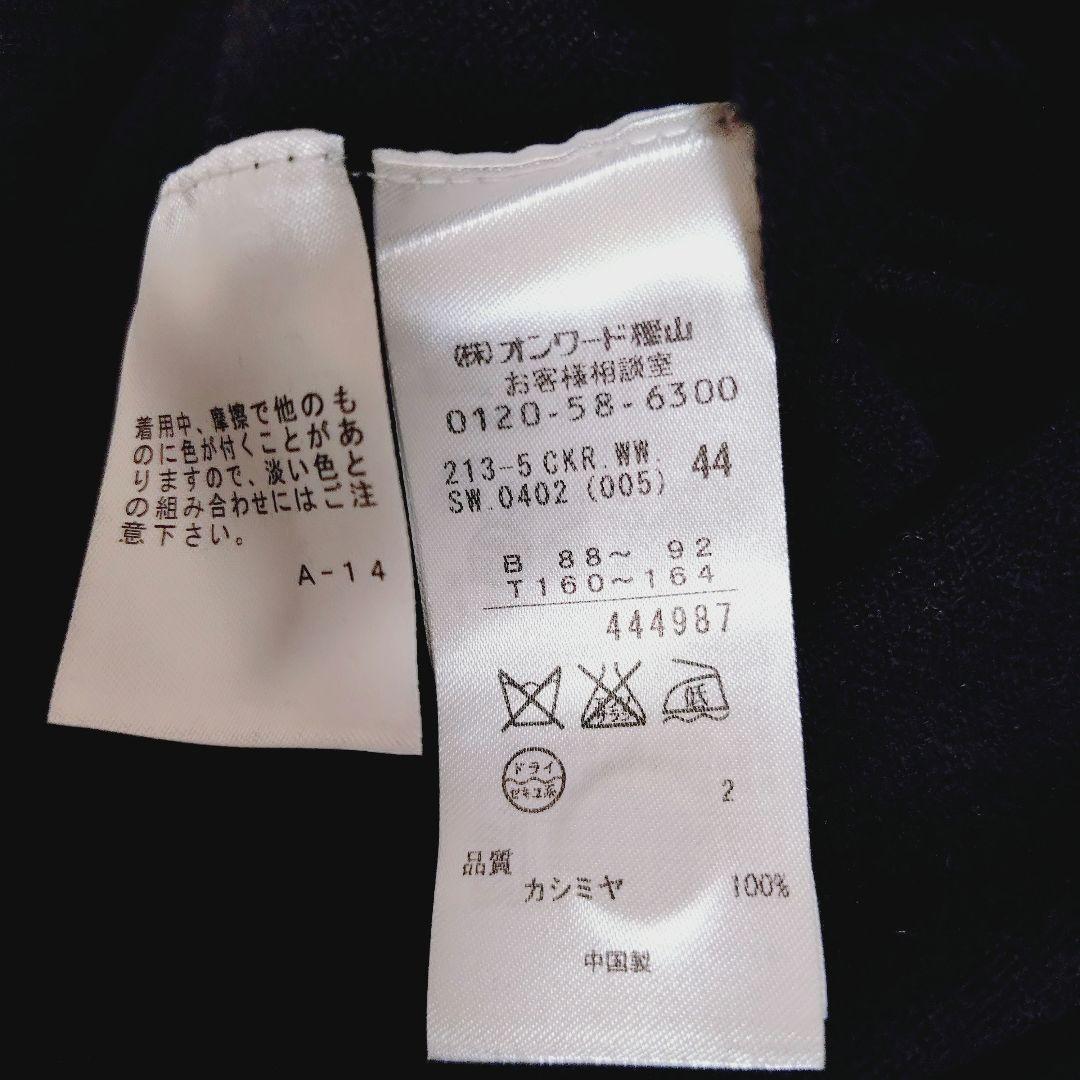 着用中、摩擦で他のも
のに色が付くことがあ
りますので、淡い色と
の組み合わせにはご注
意下さい。
A-14
(株)オンワード樫山
お客様相談室
0120-58-6300
213-5 CKR.WW. 44
SW.0402 (005)
B 88～ 92
T160～164
444987
低
ドライ
セキユ系
2
品質
カシミヤ 100%
中国製